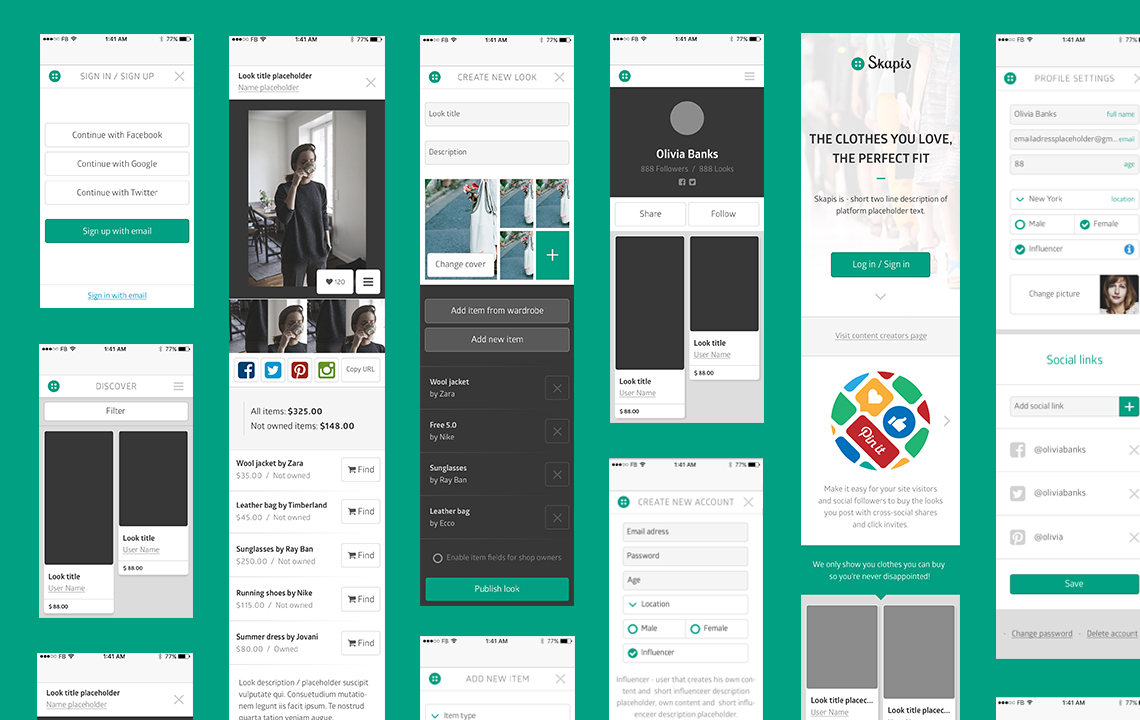 ●●●○○ FB 1:41 AM 77%
SIGN IN / SIGN UP
Continue with Facebook
Continue with Google
Continue with Twitter
Sign up with email
Sign in with email
●●●○○ FB 1:41 AM 77%
DISCOVER
Filter
Look title
User Name
$ 88.00
Look title
User Name
$ 88.00
●●●○○ FB 1:41 AM 77%
Look title placeholder
Name placeholder
●●●○○ FB 1:41 AM 77%
Look title placeholder
Name placeholder
120
Copy URL
All items: $325.00
Not owned items: $148.00
Wool jacket by Zara
$35.00 / Not owned
Find
Leather bag by Timberland
$45.00 / Not owned
Find
Sunglasses by Ray Ban
$250.00 / Not owned
Find
Running shoes by Nike
$115.00 / Not owned
Find
Summer dress by Jovani
$80.00 / Owned
Find
Look description / placeholder suscipit
vulputate qui. Consuetudium mutatio-
nem legunt iis facit ipsum. Te nostrud
quarta tation veniam augue.
●●●○○ FB 1:41 AM 77%
CREATE NEW LOOK
Look title
Description
Change cover
Add item from wardrobe
Add new item
Wool jacket
by Zara
Free 5.0
by Nike
Sunglasses
by Ray Ban
Leather bag
by Ecco
Enable item fields for shop owners
Publish look
●●●○○ FB 1:41 AM 77%
ADD NEW ITEM
Item type
●●●○○ FB 1:41 AM 77%
Olivia Banks
888 Followers / 888 Looks
Share
Follow
Look title
User Name
$ 88.00
Look title
User Name
$ 88.00
●●●○○ FB 1:41 AM 77%
CREATE NEW ACCOUNT
Email adress
Password
Age
Location
Male
Female
Influencer
Influencer - user that creates his own con-
tent and short influenceer description
placeholder. own content and short influ-
enceer description placeholder.
Skapis
THE CLOTHES YOU LOVE,
THE PERFECT FIT
Skapis is - short two line description of
platform placeholder text.
Log in / Sign in
Visit content creators page
Pin it
Make it easy for your site visitors
and social followers to buy the looks
you post with cross-social shares
and click invites.
We only show you clothes you can buy
so you're never disappointed!
Look title placec...
User Name
Look title placec...
●●●○○ FB 1:41 AM 77%
PROFILE SETTINGS
Olivia Banks full name
emailadressplaceholder@gm... email
88 age
New York location
Male
Female
Influencer
Change picture
Social links
Add social link
@oliviabanks
@oliviabanks
@olivia
Save
· Change password · Delete account
●●●○○ FB 1:41 AM 77%